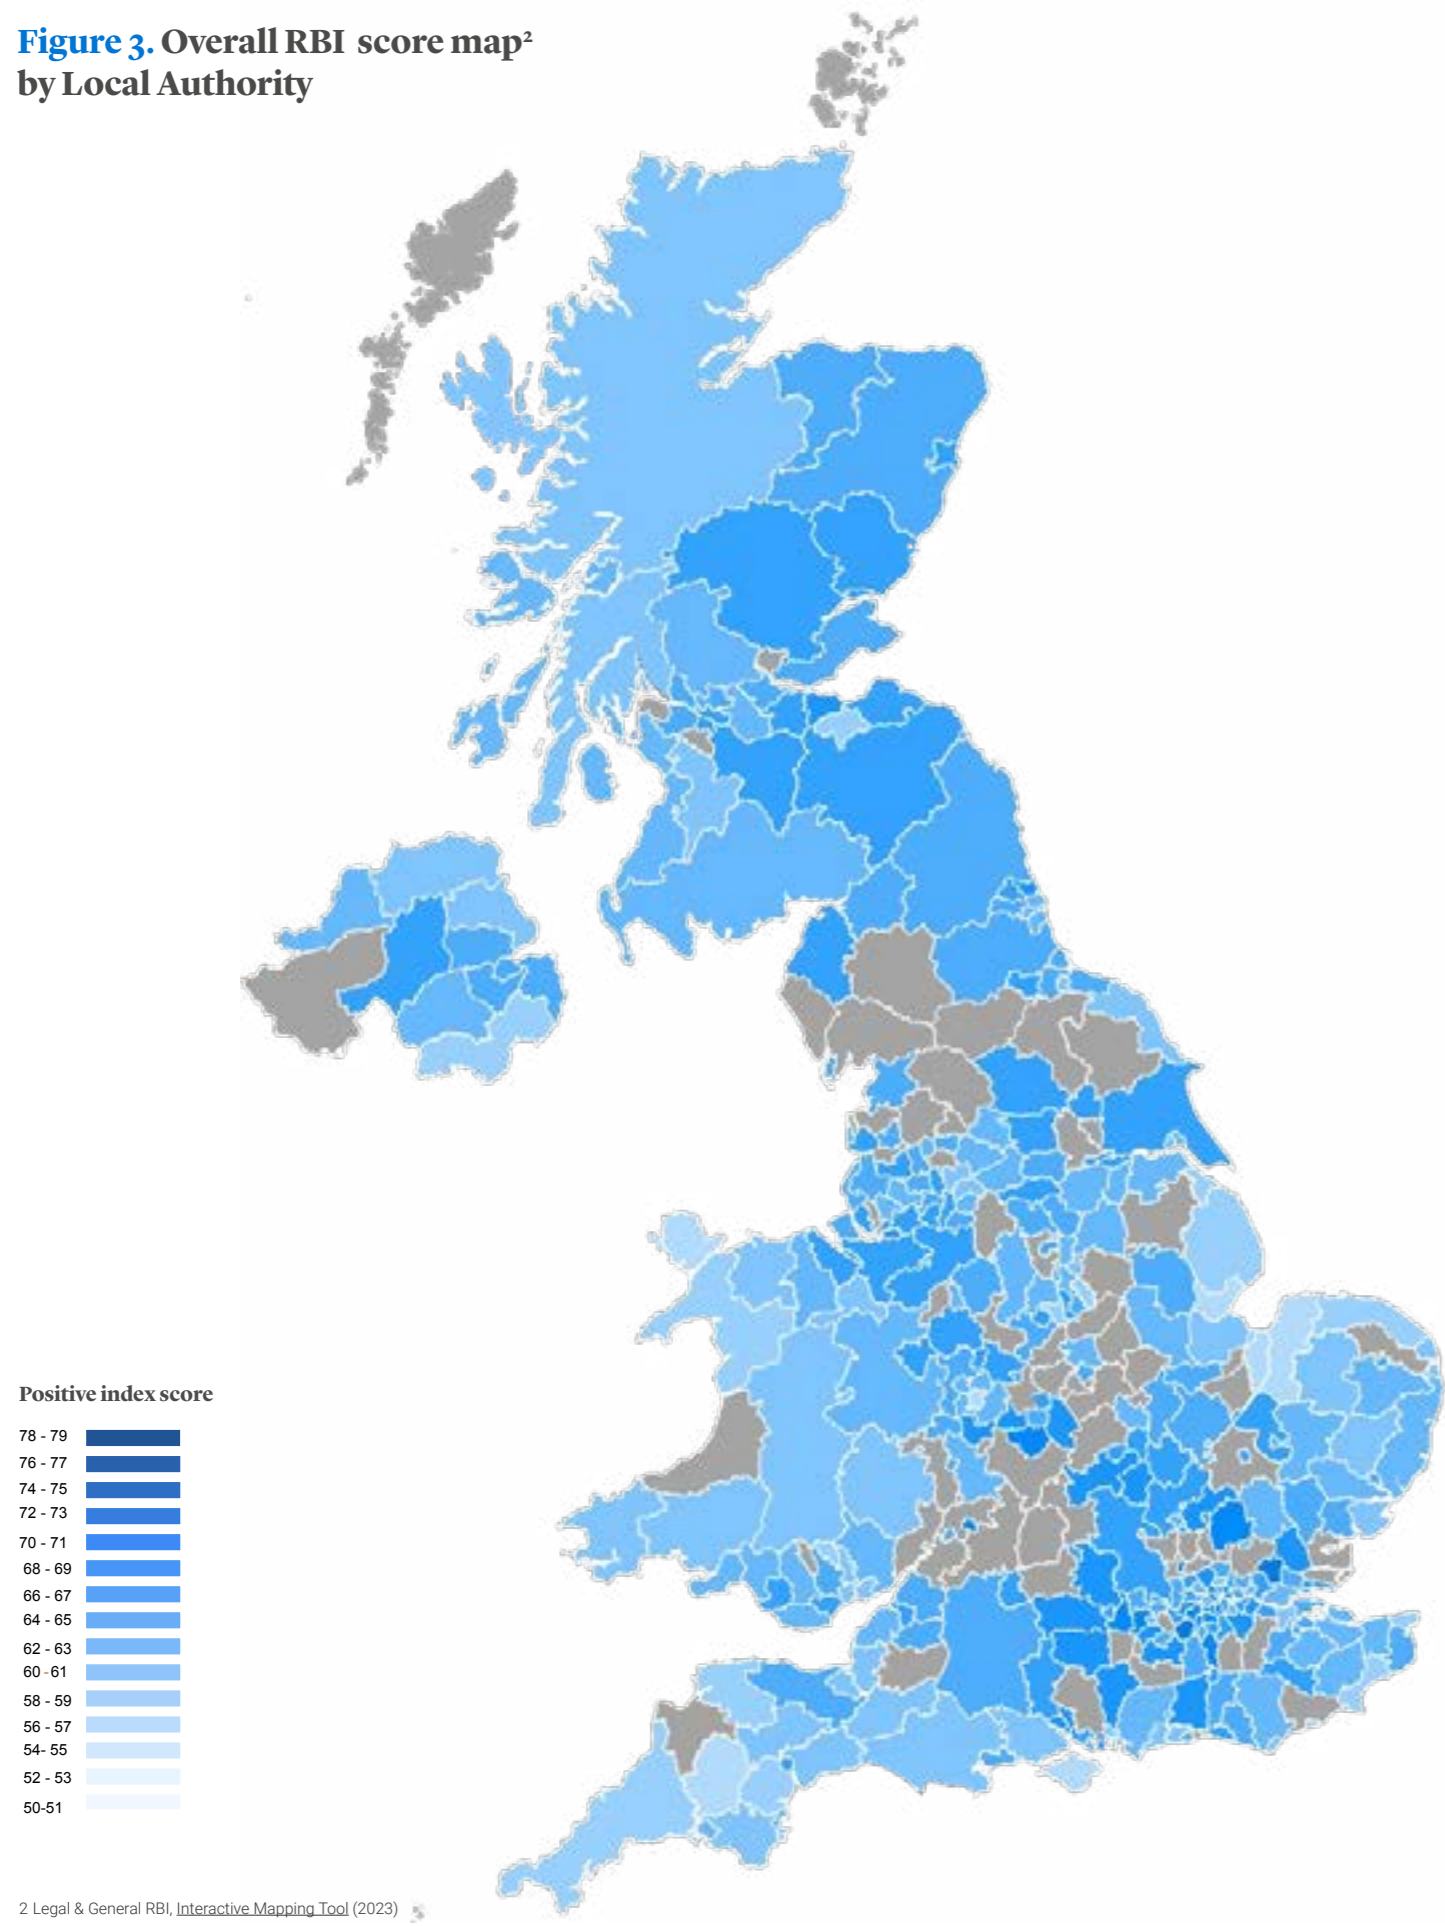 Figure 3. Overall RBI score map²
by Local Authority
Positive index score
78 - 79
76 - 77
74 - 75
72 - 73
70 - 71
68 - 69
66 - 67
64 - 65
62 - 63
60 - 61
58 - 59
56 - 57
54- 55
52 - 53
50-51
2 Legal & General RBI, Interactive Mapping Tool (2023)